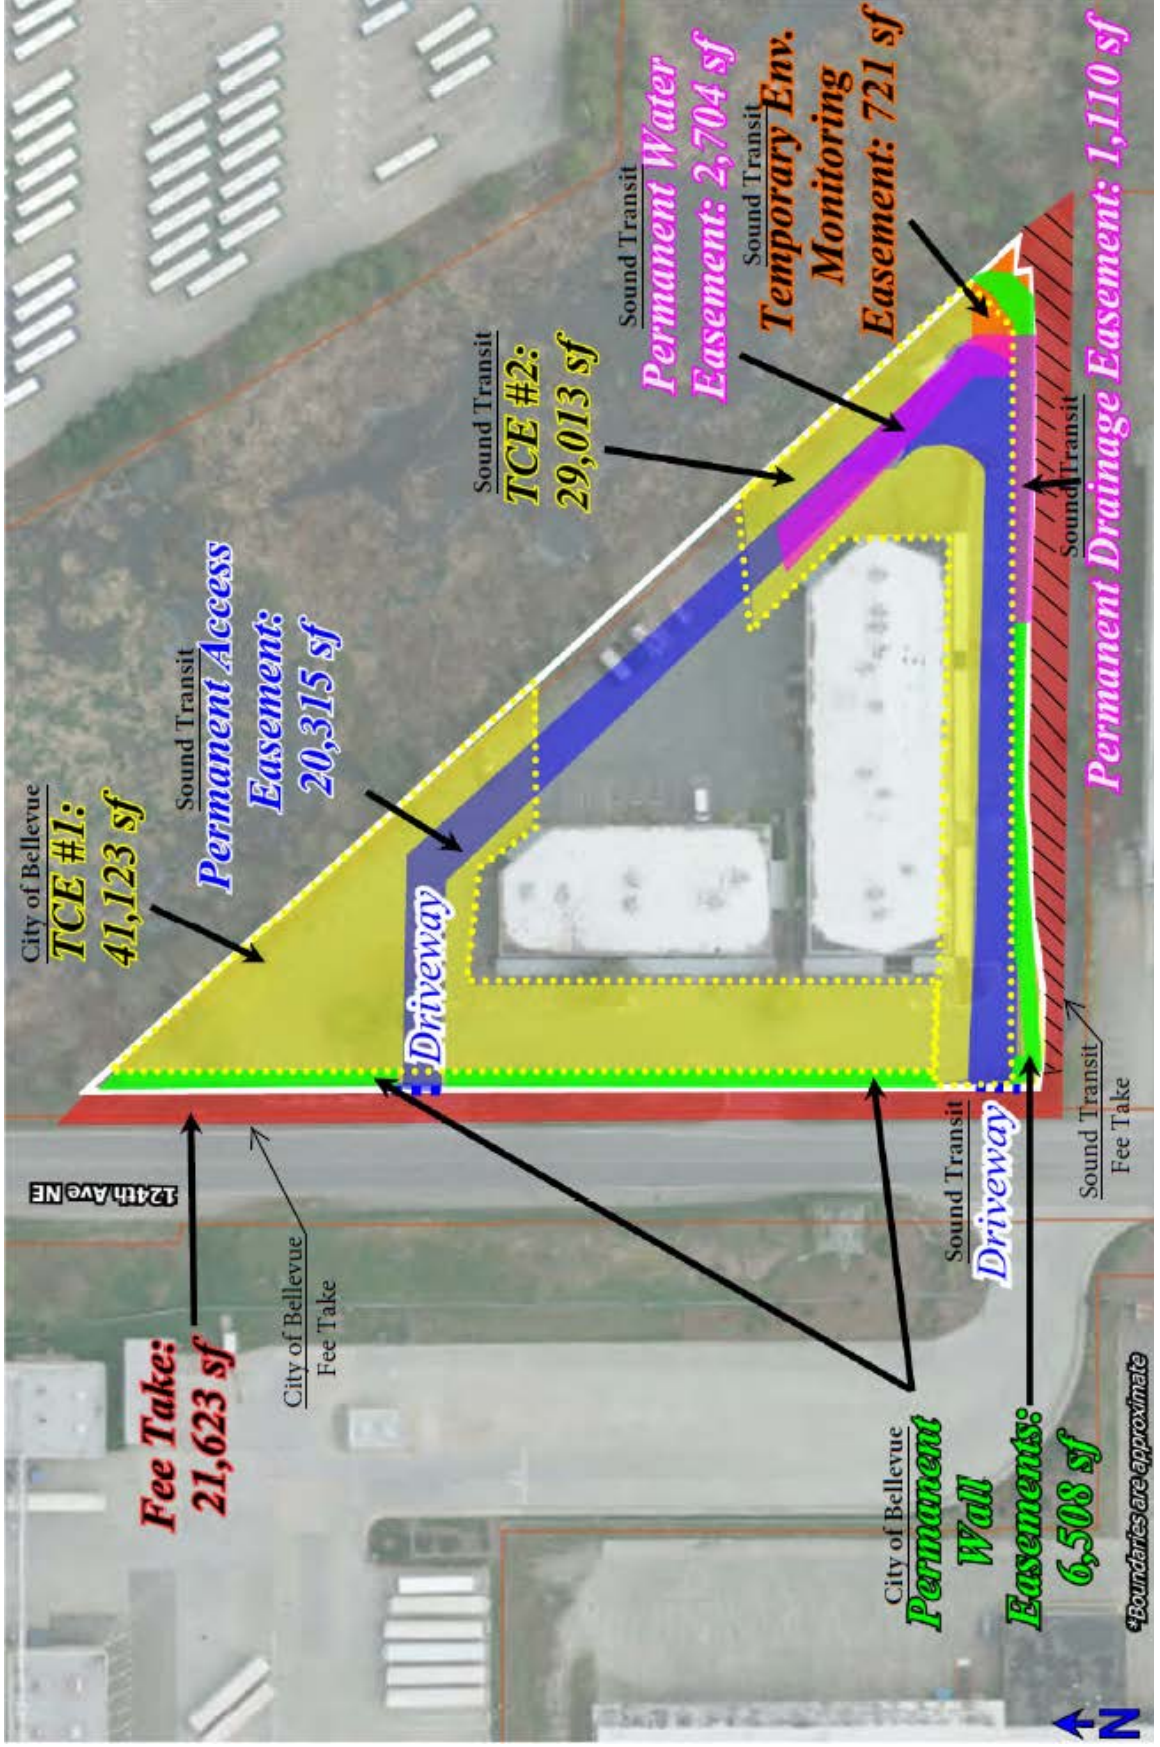 City of Bellevue
TCE #1:
41,123 sf
Sound Transit
Permanent Access
Easement:
20,315 sf
Sound Transit
TCE #2:
29,013 sf
Sound Transit
Permanent Water
Easement: 2,704 sf
Sound Transit
Temporary Env.
Monitoring
Easement: 721 sf
Sound Transit
Permanent Drainage Easement: 1,110 sf
Driveway
124th Ave NE
Fee Take:
21,623 sf
City of Bellevue
Fee Take
Sound Transit
Driveway
Sound Transit
Fee Take
City of Bellevue
Permanent
Wall
Easements:
6,508 sf
*Boundaries are approximate
N